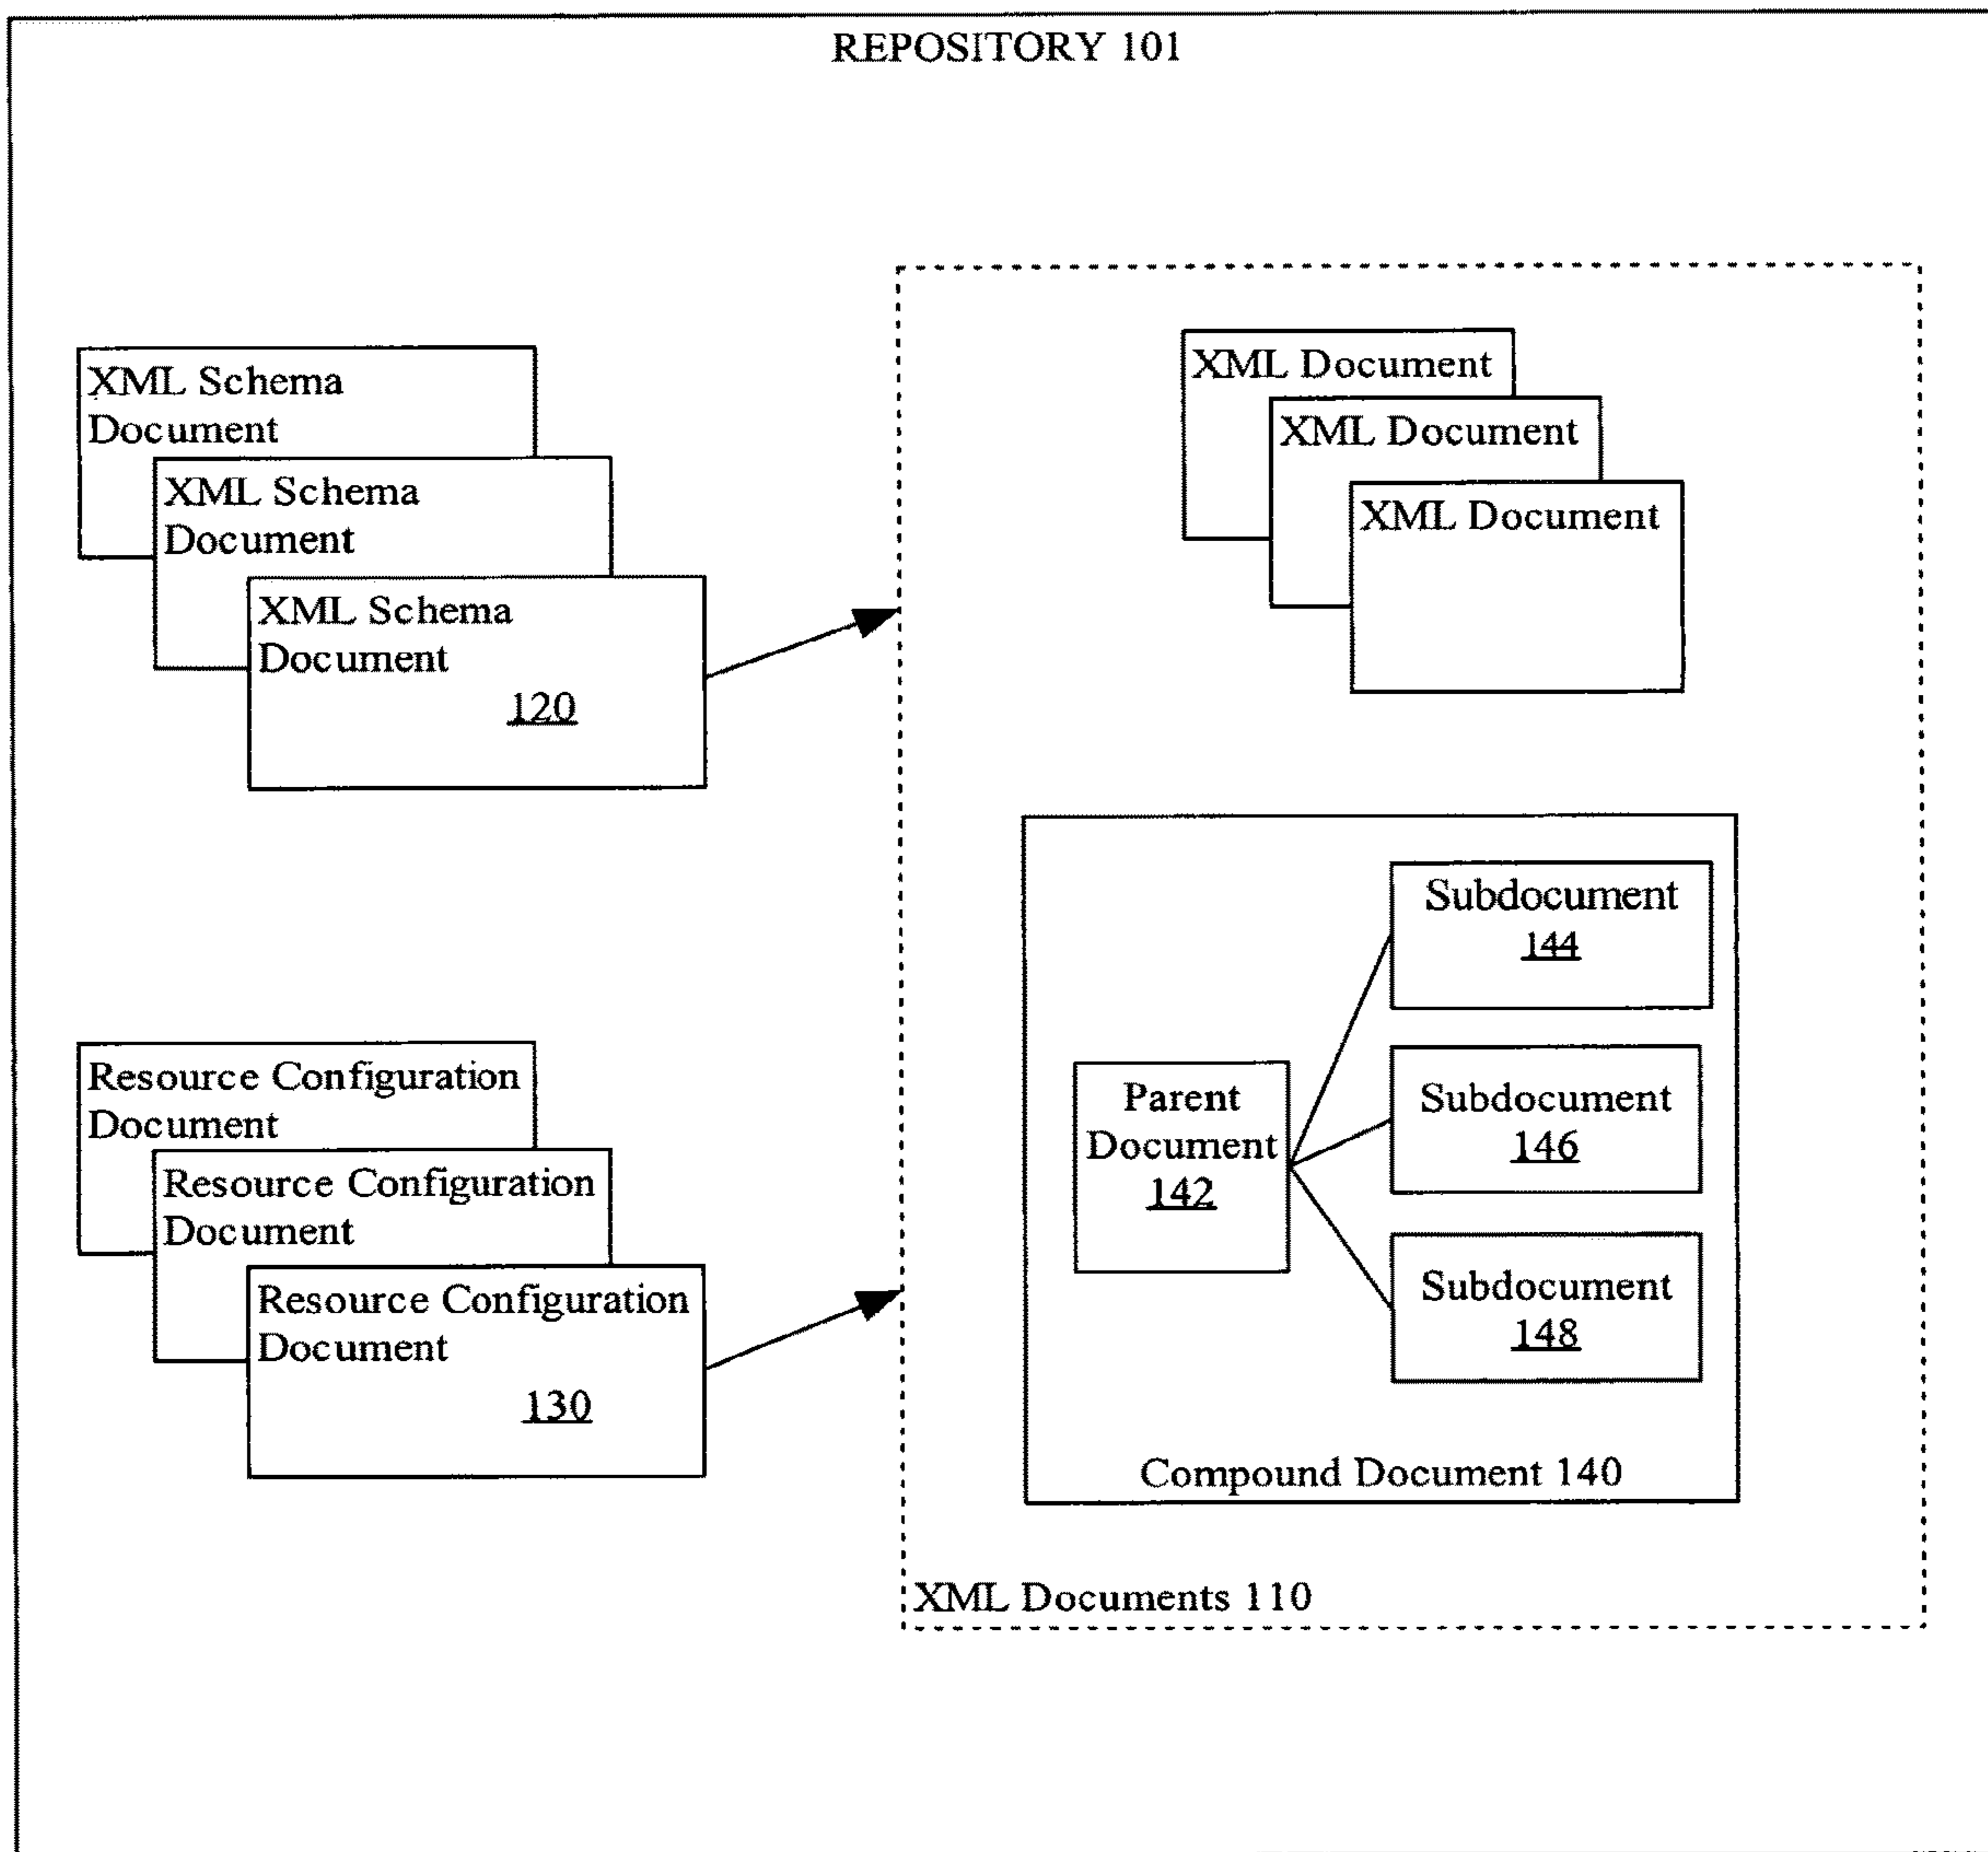 REPOSITORY 101
XML Schema
Document
XML Schema
Document
XML Schema
Document
120
Resource Configuration
Document
Resource Configuration
Document
Resource Configuration
Document
130
XML Document
XML Document
XML Document
Subdocument
144
Parent
Document
142
Subdocument
146
Subdocument
148
Compound Document 140
XML Documents 110